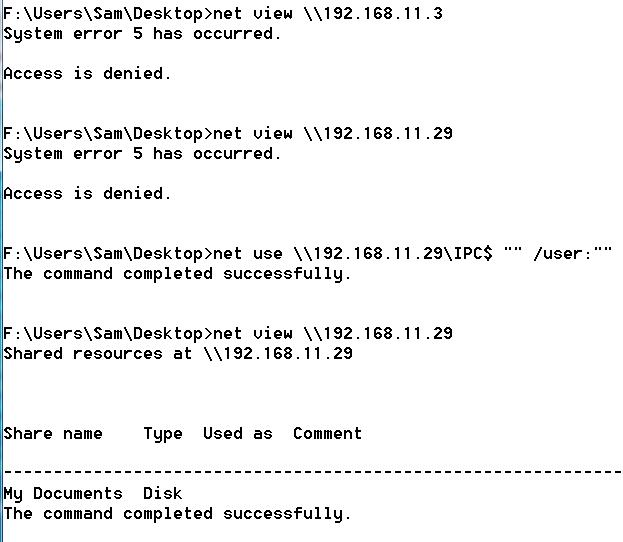 F:\Users\Sam\Desktop>net view \\192.168.11.3
System error 5 has occurred.
Access is denied.
F:\Users\Sam\Desktop>net view \\192.168.11.29
System error 5 has occurred.
Access is denied.
F:\Users\Sam\Desktop>net use \\192.168.11.29\IPC$ "" /user:""
The command completed successfully.
F:\Users\Sam\Desktop>net view \\192.168.11.29
Shared resources at \\192.168.11.29
Share name    Type  Used as  Comment
-------------------------------------------------------------------------------
My Documents  Disk
The command completed successfully.